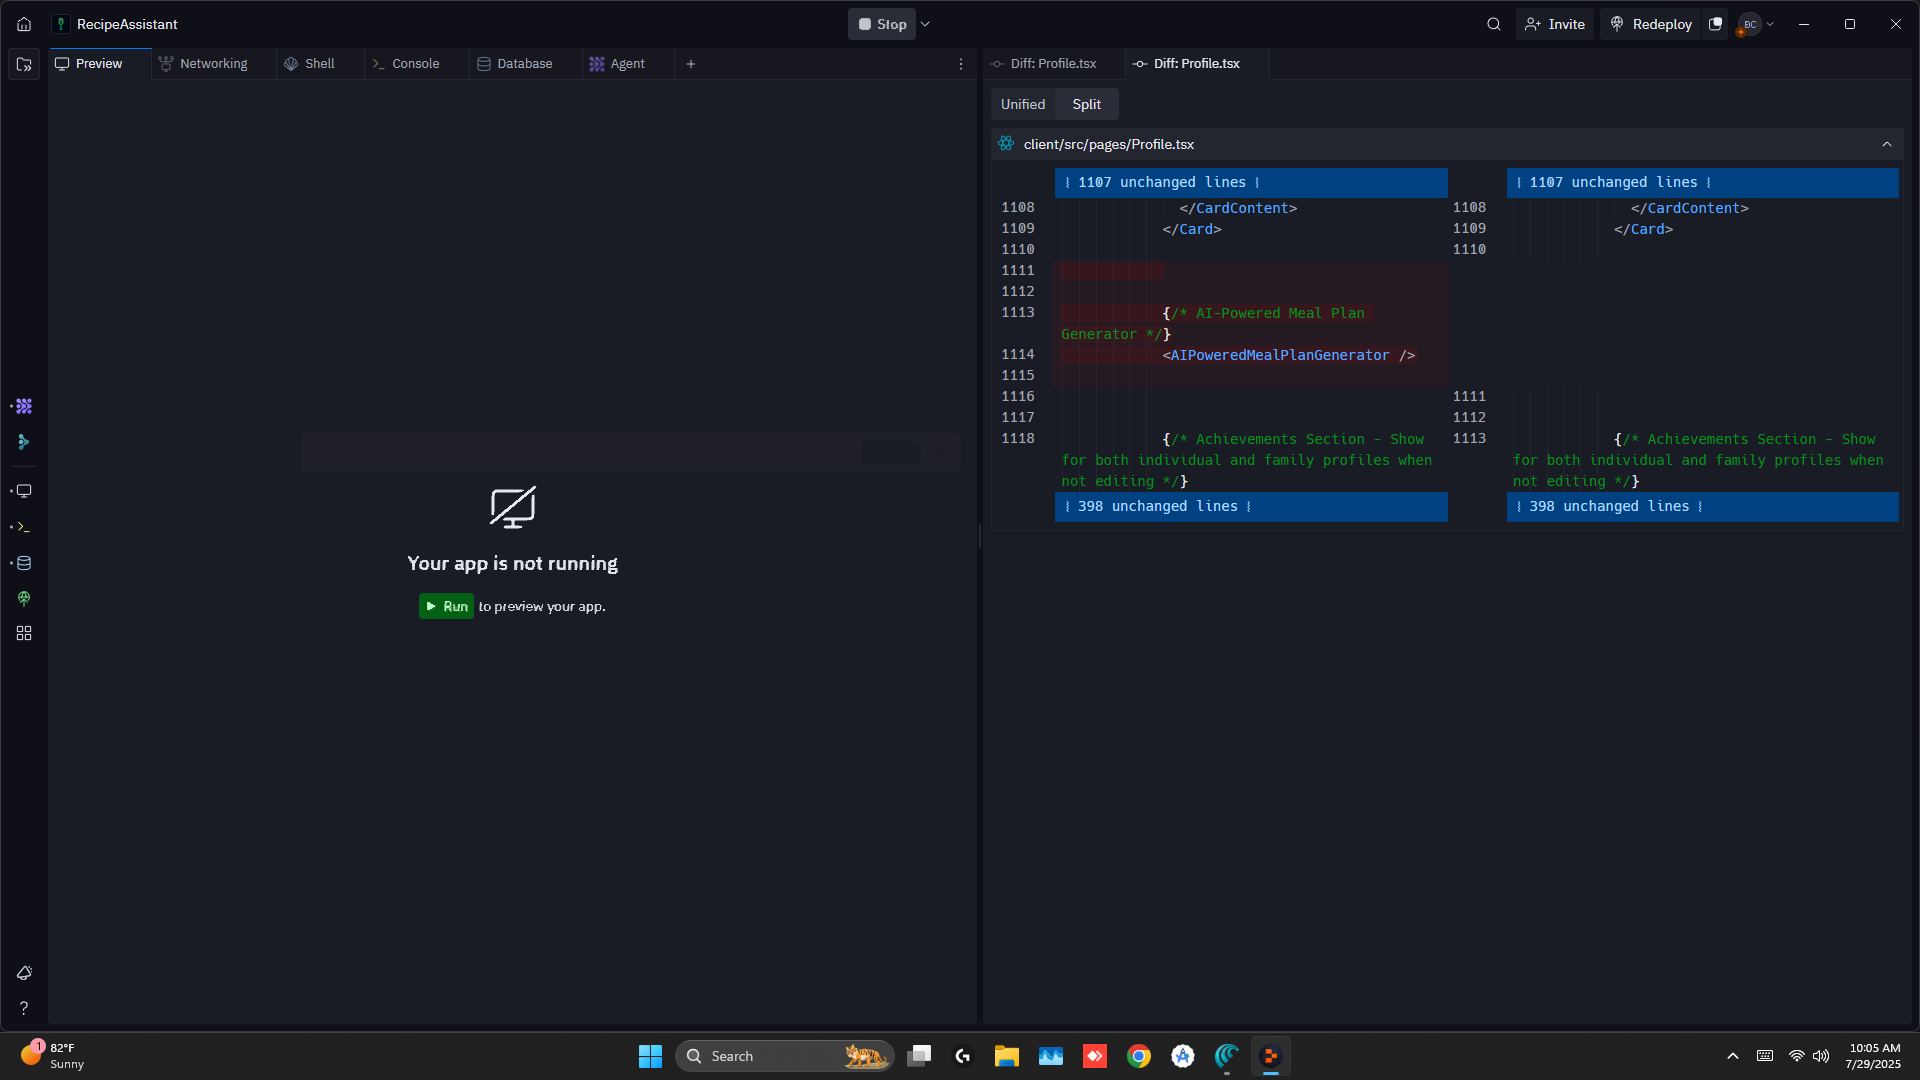 RecipeAssistant
Stop
Invite
Redeploy
DC
Preview
Networking
Shell
Console
Database
Agent
Diff: Profile.tsx
Diff: Profile.tsx
Unified
Split
client/src/pages/Profile.tsx
1107 unchanged lines
1107 unchanged lines
1108 </CardContent>
1108 </CardContent>
1109 </Card>
1109 </Card>
1110
1110
1111
1112
1113 {/* AI-Powered Meal Plan
Generator */}
1114 <AIPoweredMealPlanGenerator />
1115
1116
1111
1117
1112
1118 {/* Achievements Section - Show
for both individual and family profiles when
not editing */}
1113 {/* Achievements Section - Show
for both individual and family profiles when
not editing */}
398 unchanged lines
398 unchanged lines
Your app is not running
Run to preview your app.
1
82°F
Sunny
Search
10:05 AM
7/29/2025